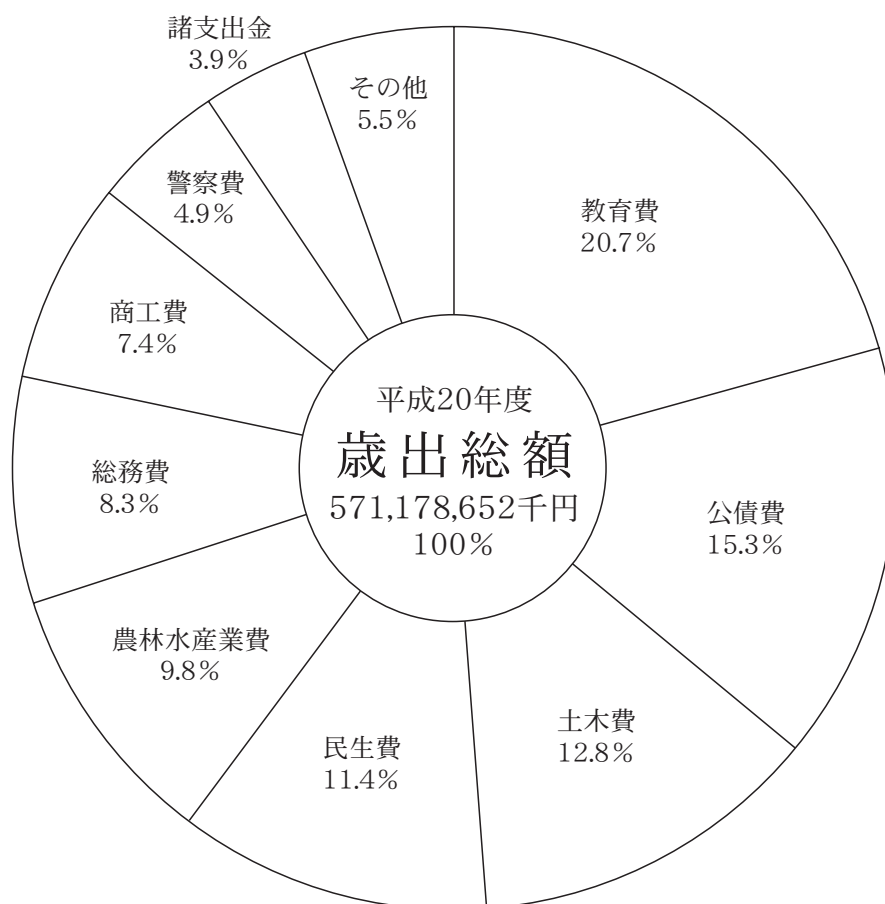 諸支出金
3.9%
その他
5.5%
警察費
4.9%
教育費
20.7%
商工費
7.4%
平成20年度
歳出総額
571,178,652千円
100%
総務費
8.3%
公債費
15.3%
農林水産業費
9.8%
土木費
12.8%
民生費
11.4%